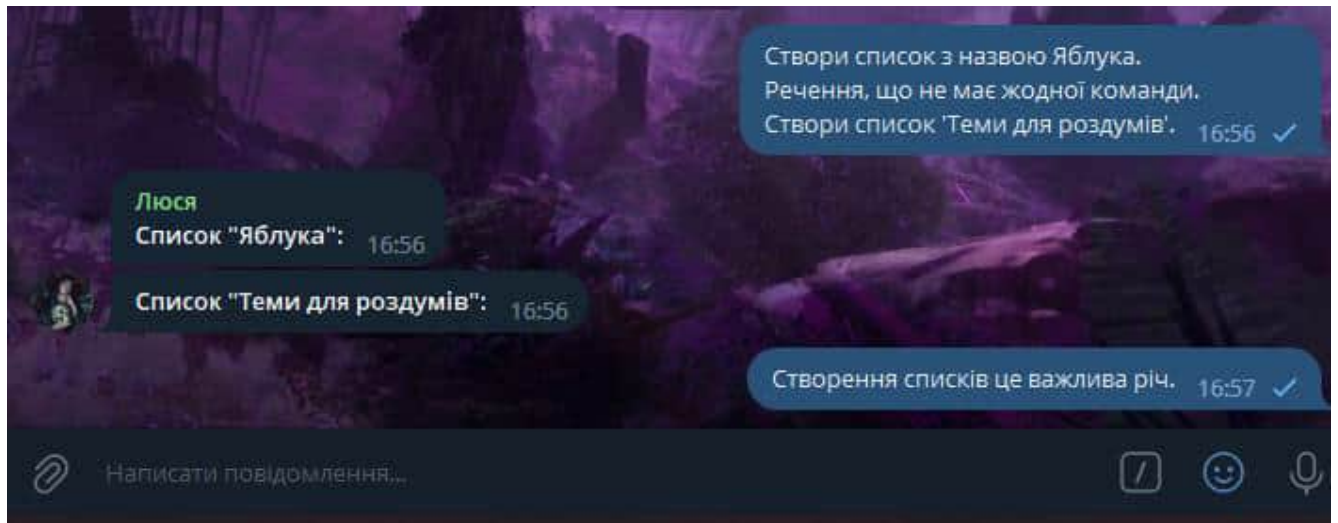 Створи список з назвою Яблука.
Речення, що не має жодної команди.
Створи список 'Теми для роздумів'. 16:56
Люся
Список "Яблука": 16:56
Список "Теми для роздумів": 16:56
Створення списків це важлива річ. 16:57
Написати повідомлення...